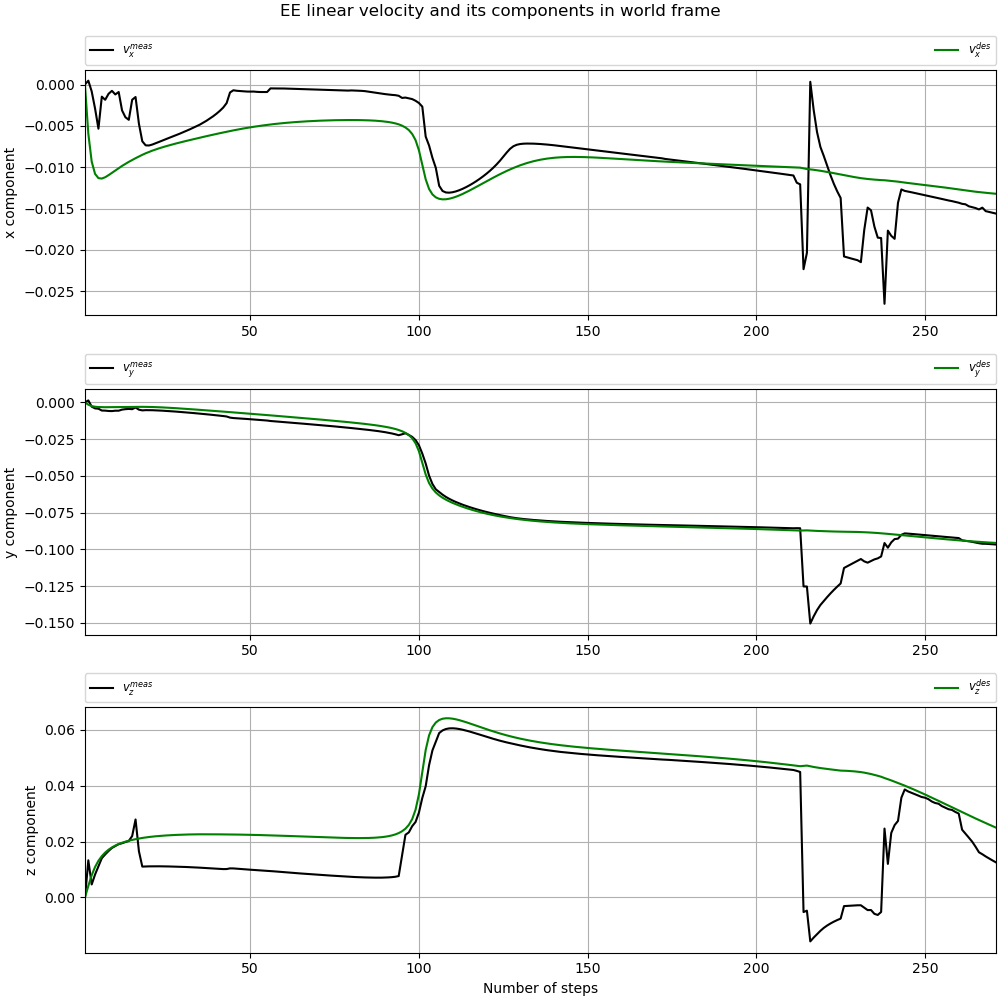 EE linear velocity and its components in world frame
v_x^{meas} v_x^{des}
0.000
−0.005
−0.010
−0.015
−0.020
−0.025
x component
50 100 150 200 250
v_y^{meas} v_y^{des}
0.000
−0.025
−0.050
−0.075
−0.100
−0.125
−0.150
y component
50 100 150 200 250
v_z^{meas} v_z^{des}
0.06
0.04
0.02
0.00
z component
50 100 150 200 250
Number of steps